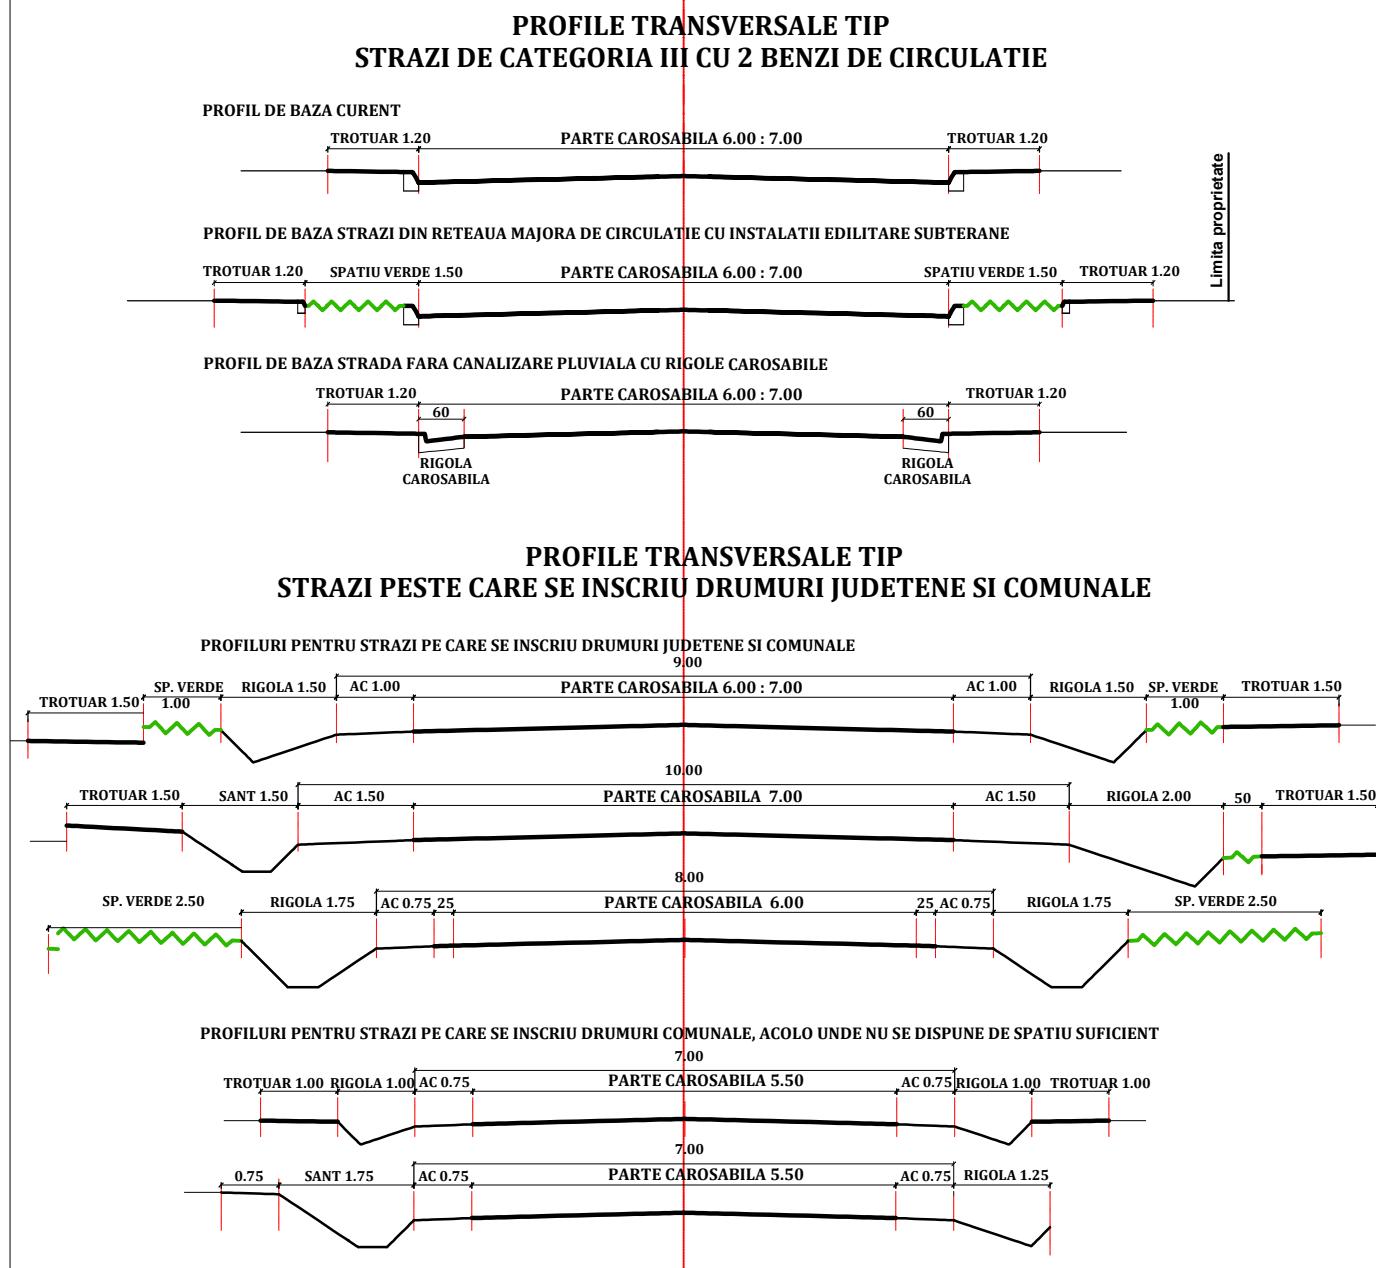 PROFILE TRANSVERSALE TIP
STRAZI DE CATEGORIA III CU 2 BENZI DE CIRCULATIE
PROFIL DE BAZA CURENT
TROTUAR 1.20 PARTE CAROSABILA 6.00 : 7.00 TROTUAR 1.20
Limita proprietate
PROFIL DE BAZA STRAZI DIN RETEAUA MAJORA DE CIRCULATIE CU INSTALATII EDILITARE SUBTERANE
TROTUAR 1.20 SPATIU VERDE 1.50 PARTE CAROSABILA 6.00 : 7.00 SPATIU VERDE 1.50 TROTUAR 1.20
PROFIL DE BAZA STRADA FARA CANALIZARE PLUVIALA CU RIGOLE CAROSABILE
TROTUAR 1.20 PARTE CAROSABILA 6.00 : 7.00 TROTUAR 1.20
60 60
RIGOLA RIGOLA
CAROSABILA CAROSABILA
PROFILE TRANSVERSALE TIP
STRAZI PESTE CARE SE INSCRIU DRUMURI JUDETENE SI COMUNALE
PROFILURI PENTRU STRAZI PE CARE SE INSCRIU DRUMURI JUDETENE SI COMUNALE
9.00
TROTUAR 1.50 SP. VERDE RIGOLA 1.50 AC 1.00 PARTE CAROSABILA 6.00 : 7.00 AC 1.00 RIGOLA 1.50 SP. VERDE TROTUAR 1.50
1.00 1.00
10.00
TROTUAR 1.50 SANT 1.50 AC 1.50 PARTE CAROSABILA 7.00 AC 1.50 RIGOLA 2.00 50 TROTUAR 1.50
8.00
SP. VERDE 2.50 RIGOLA 1.75 AC 0.75 25 PARTE CAROSABILA 6.00 25 AC 0.75 RIGOLA 1.75 SP. VERDE 2.50
PROFILURI PENTRU STRAZI PE CARE SE INSCRIU DRUMURI COMUNALE, ACOLO UNDE NU SE DISPUNE DE SPATIU SUFICIENT
7.00
TROTUAR 1.00 RIGOLA 1.00 AC 0.75 PARTE CAROSABILA 5.50 AC 0.75 RIGOLA 1.00 TROTUAR 1.00
7.00
0.75 SANT 1.75 AC 0.75 PARTE CAROSABILA 5.50 AC 0.75 RIGOLA 1.25